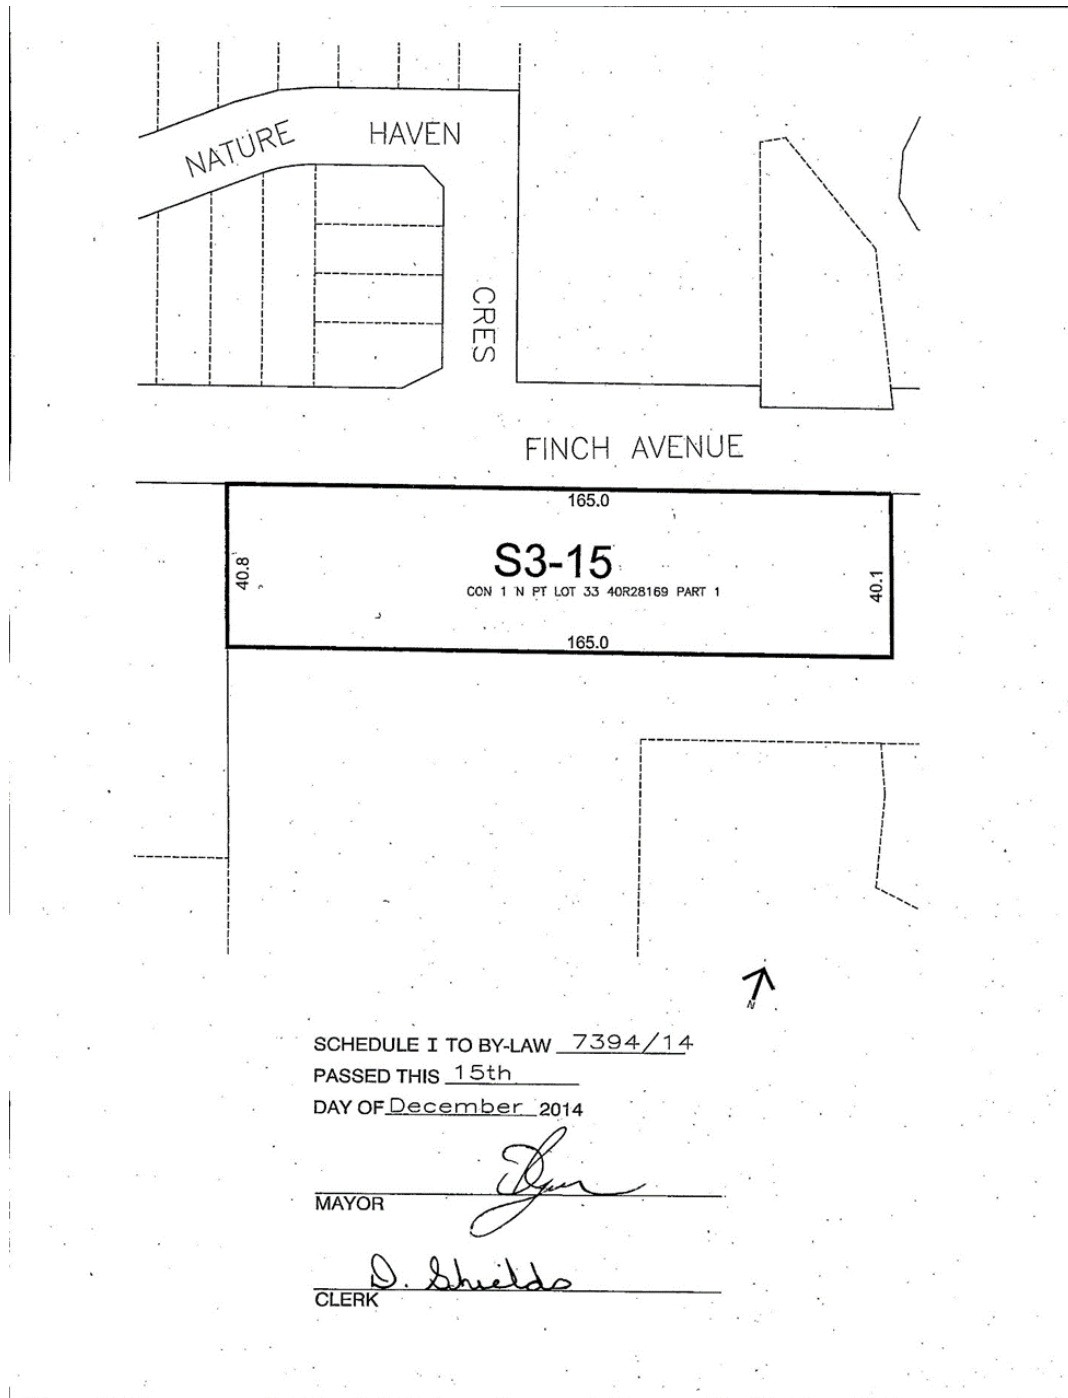 NATURE HAVEN
CRES
FINCH AVENUE
165.0
40.8
S3-15
40.1
CON 1 N PT LOT 33 40R28169 PART 1
165.0
N
SCHEDULE I TO BY-LAW 7394/14
PASSED THIS 15th
DAY OF December 2014
MAYOR
D. Shields
CLERK